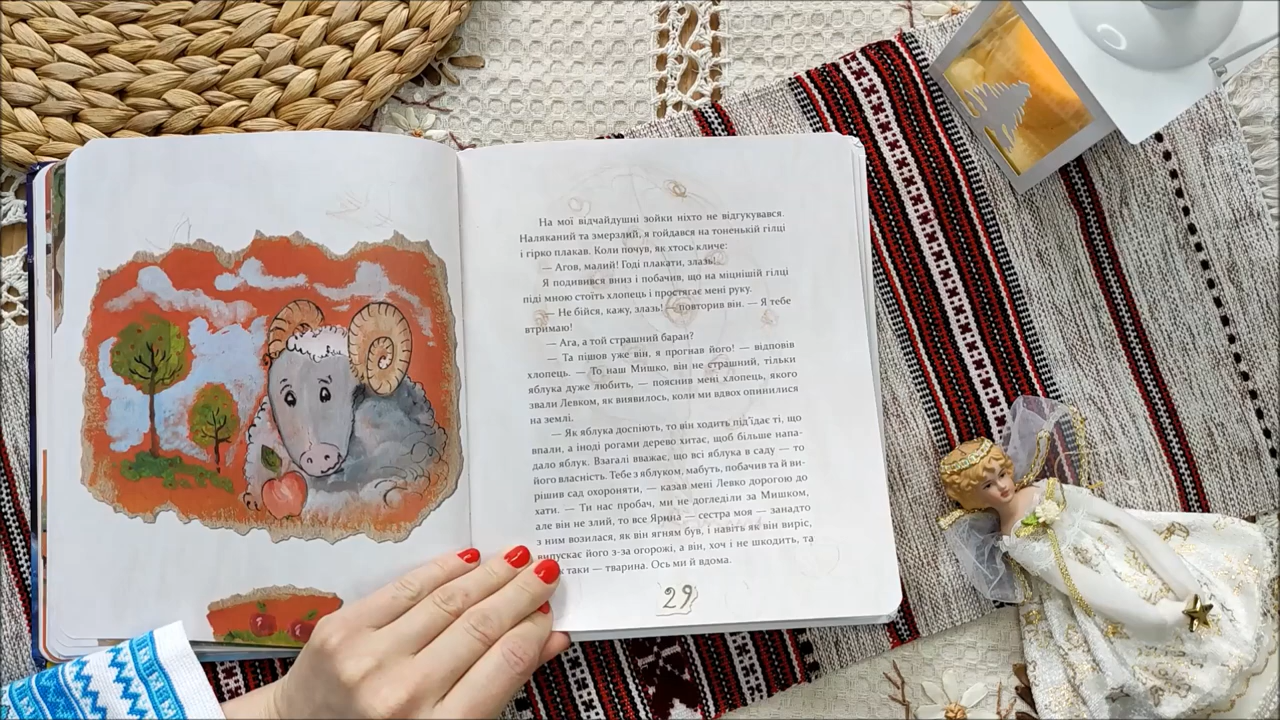 На мої відчайдушні зойки ніхто не відгукувався.
Наляканий та змерзлий, я гойдався на тоненькій гілці
і гірко плакав. Коли почув, як хтось кличе:
— Агов, малий! Годі плакати, злазь!
Я подивився вниз і побачив, що на міцнішій гілці
піді мною стоїть хлопець і простягає мені руку.
— Не бійся, кажу, злазь! — повторив він. — Я тебе
втримаю!
— Ага, а той страшний баран?
— Та пішов уже він, я прогнав його! — відповів
хлопець. — То наш Мишко, він не страшний, тільки
яблука дуже любить, — пояснив мені хлопець, якого
звали Левком, як виявилось, коли ми вдвох опинилися
на землі.
— Як яблука доспіють, то він ходить під'їдає ті, що
впали, а іноді рогами дерево хитає, щоб більше напа-
дало яблук. Взагалі вважає, що всі яблука в саду — то
його власність. Тебе з яблуком, мабуть, побачив та й ви-
рішив сад охороняти, — казав мені Левко дорогою до
хати. — Ти нас пробач, ми не догледіли за Мишком,
але він не злий, то все Ярина — сестра моя — занадто
з ним возилася, як він ягням був, і навіть як він виріс,
випускає його з-за огорожі, а він, хоч і не шкодить, та
таки — тварина. Ось ми й вдома.
29